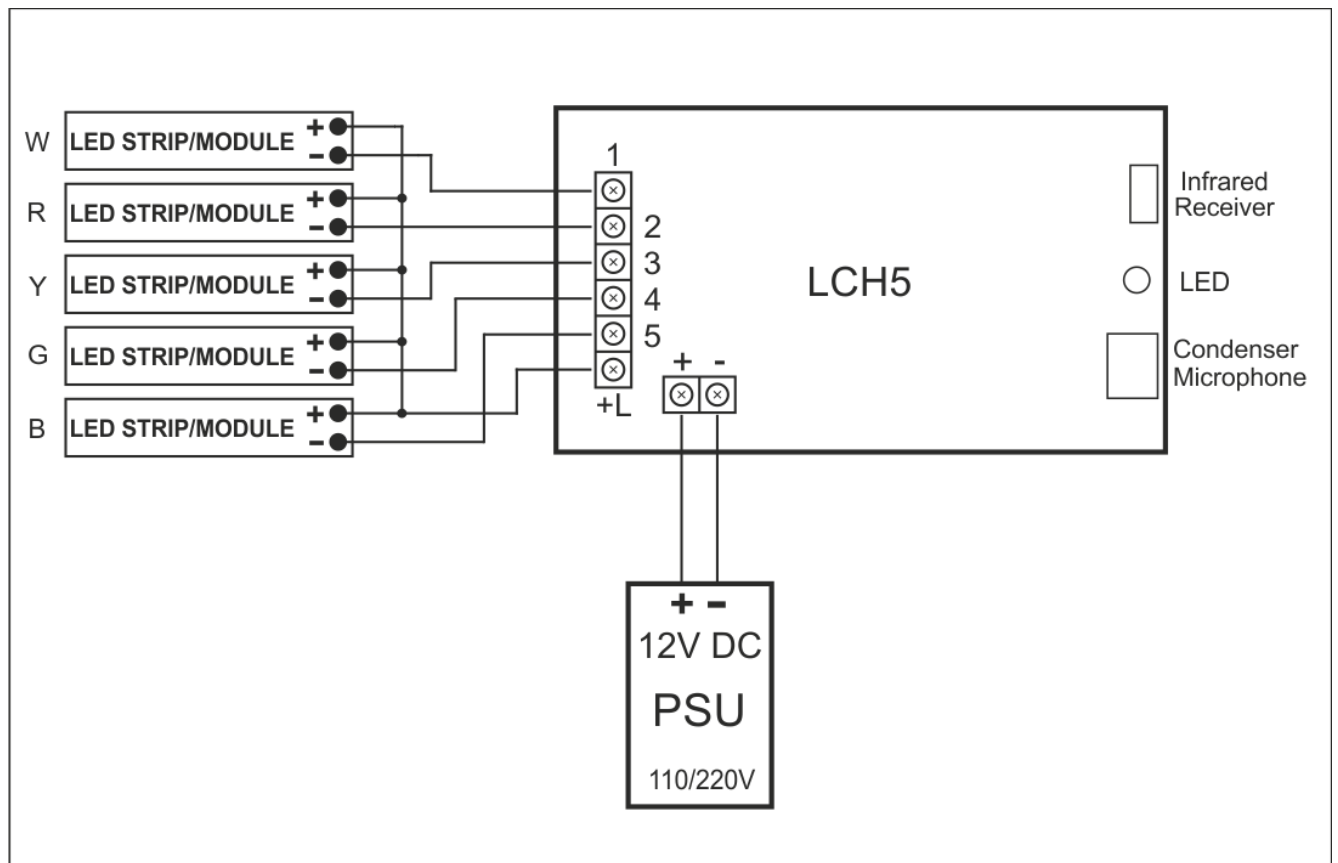 W
LED STRIP/MODULE + -
R
LED STRIP/MODULE + -
Y
LED STRIP/MODULE + -
G
LED STRIP/MODULE + -
B
LED STRIP/MODULE + -
1
2
3
4
5
+L
+ -
LCH5
Infrared
Receiver
LED
Condenser
Microphone
+ -
12V DC
PSU
110/220V